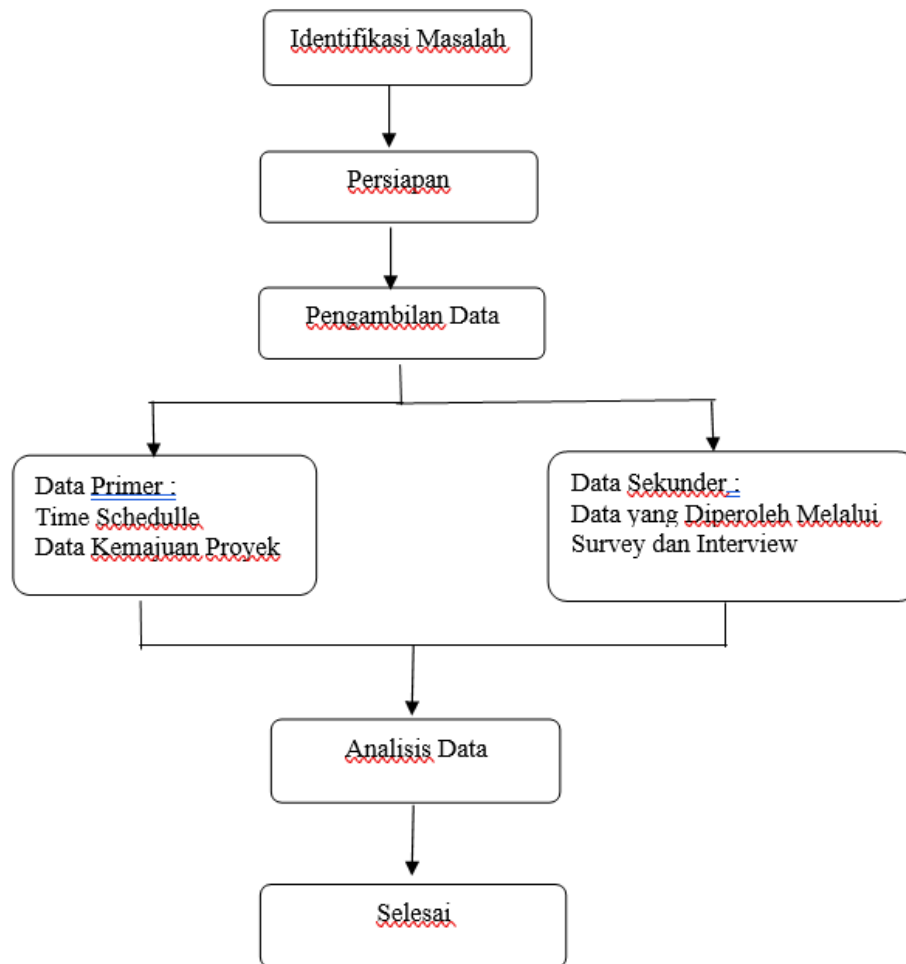 Identifikasi Masalah
Persiapan
Pengambilan Data
Data Primer :
Time Schedulle
Data Kemajuan Proyek
Data Sekunder, :
Data yang Diperoleh Melalui
Survey dan Interview
Analisis Data
Selesai